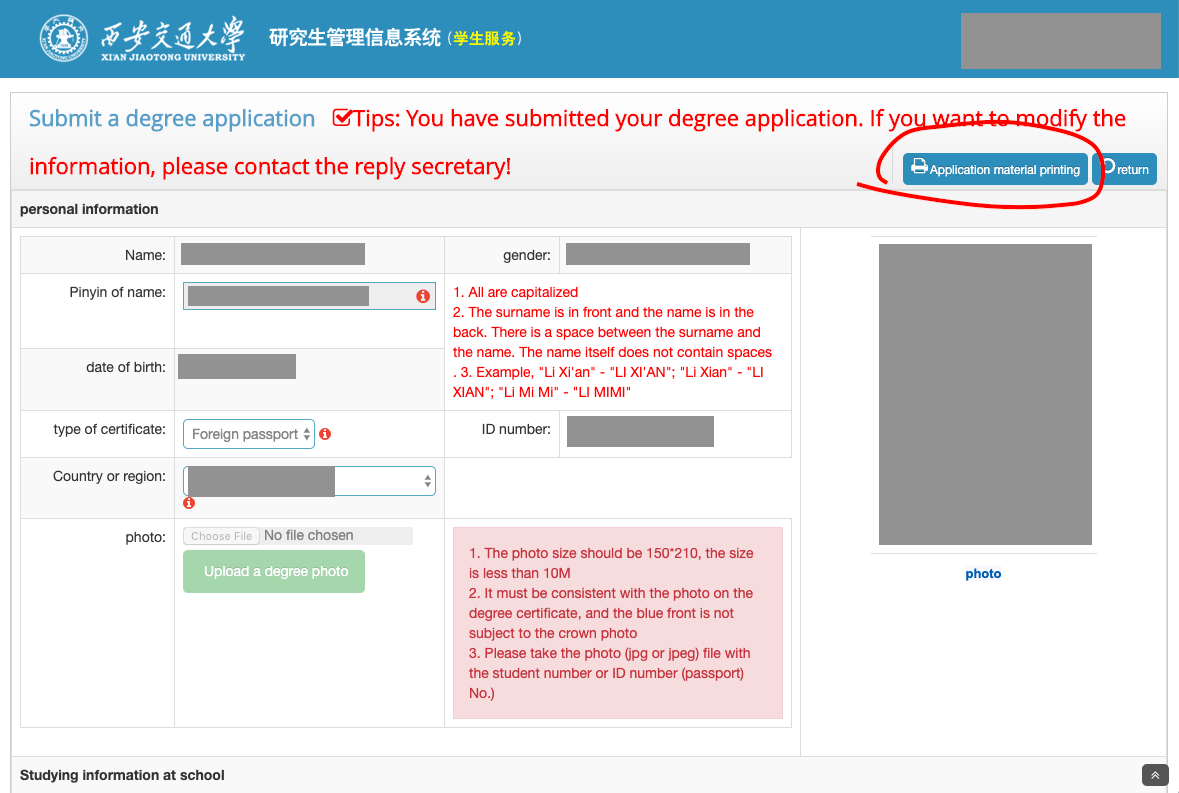 西安交通大学
XI'AN JIAOTONG UNIVERSITY
研究生管理信息系统 (学生服务)
Submit a degree application Tips: You have submitted your degree application. If you want to modify the
information, please contact the reply secretary!
Application material printing
return
personal information
Name:
gender:
Pinyin of name:
1. All are capitalized
2. The surname is in front and the name is in the
back. There is a space between the surname and
the name. The name itself does not contain spaces
. 3. Example, "Li Xi'an" - "LI XI'AN"; "Li Xian" - "LI
XIAN"; "Li Mi Mi" - "LI MIMI"
date of birth:
type of certificate:
Foreign passport
ID number:
Country or region:
photo:
Choose File No file chosen
Upload a degree photo
1. The photo size should be 150*210, the size
is less than 10M
2. It must be consistent with the photo on the
degree certificate, and the blue front is not
subject to the crown photo
3. Please take the photo (jpg or jpeg) file with
the student number or ID number (passport)
No.)
photo
Studying information at school